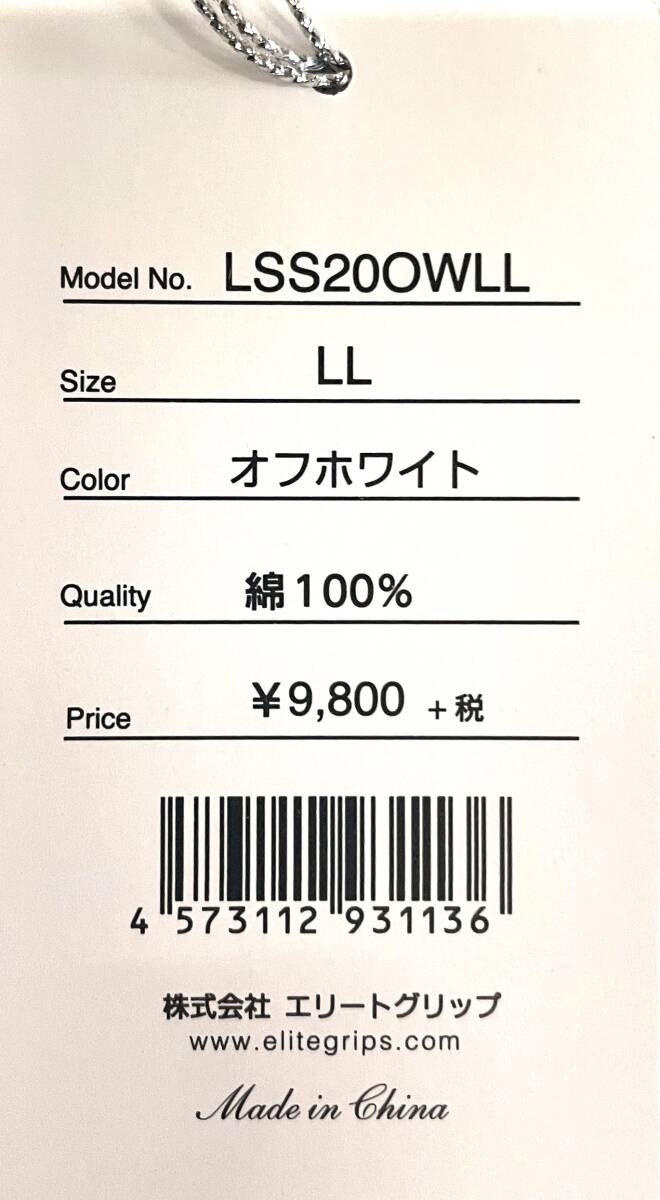 Model No. LSS20OWLL
Size LL
Color オフホワイト
Quality 綿100%
Price ¥9,800 +税
4 573112 931136
株式会社 エリートグリップ
www.elitegrips.com
Made in China